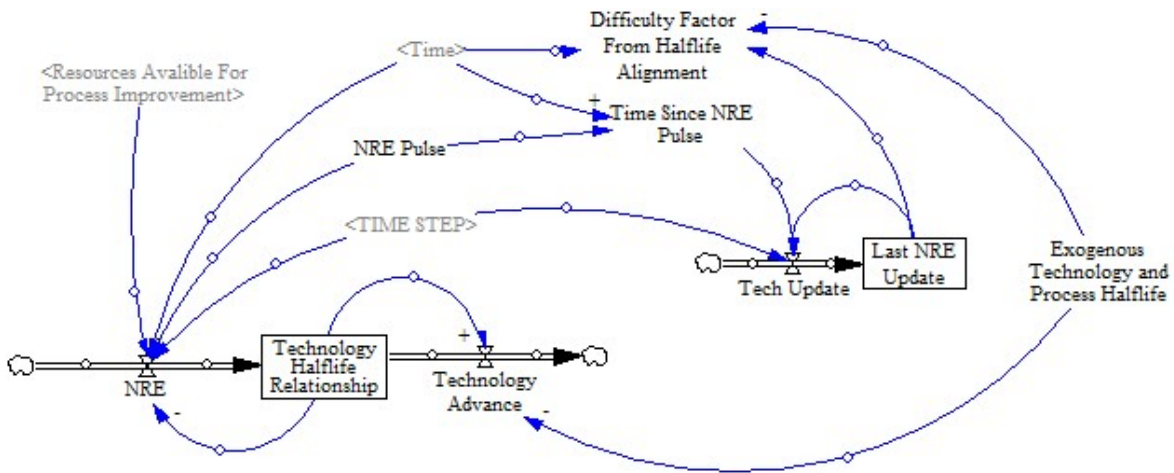 Difficulty Factor
From Halflife
Alignment
-
<Time>
<Resources Avalible For
Process Improvement>
+
Time Since NRE
Pulse
NRE Pulse
<TIME STEP>
Last NRE
Update
Tech Update
Exogenous
Technology and
Process Halflife
+
Technology
Halflife
Relationship
NRE
Technology
Advance
-
-